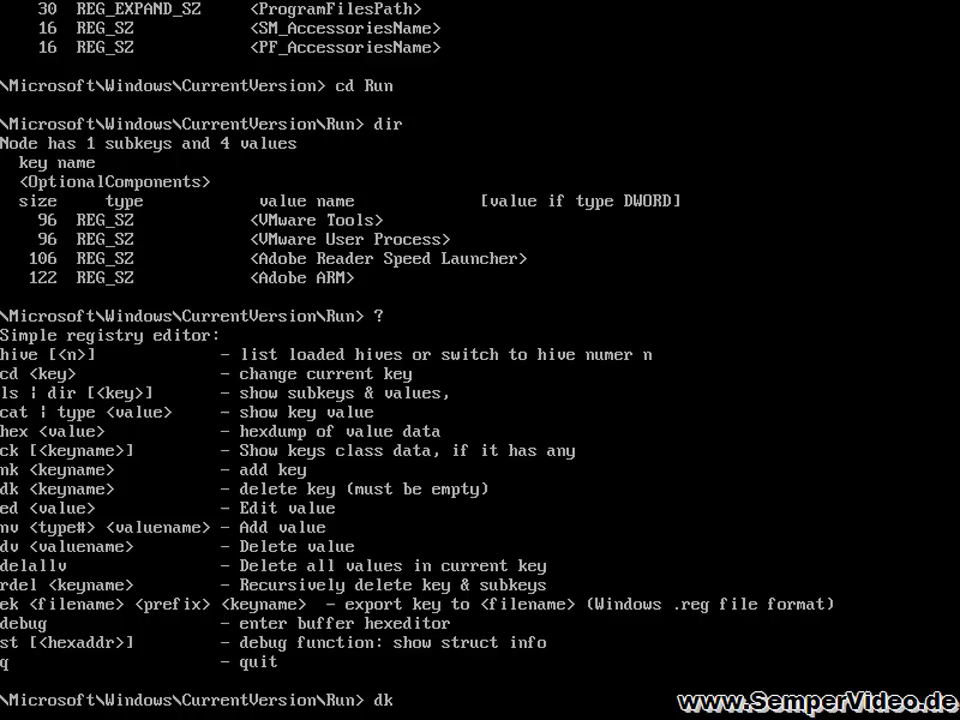 30 REG_EXPAND_SZ <ProgramFilesPath>
16 REG_SZ <SM_AccessoriesName>
16 REG_SZ <PF_AccessoriesName>
\Microsoft\Windows\CurrentVersion> cd Run
\Microsoft\Windows\CurrentVersion\Run> dir
Node has 1 subkeys and 4 values
key name
<OptionalComponents>
size type value name [value if type DWORD]
96 REG_SZ <VMware Tools>
96 REG_SZ <VMware User Process>
106 REG_SZ <Adobe Reader Speed Launcher>
122 REG_SZ <Adobe ARM>
\Microsoft\Windows\CurrentVersion\Run> ?
Simple registry editor:
hive [<n>] - list loaded hives or switch to hive numer n
cd <key> - change current key
ls | dir [<key>] - show subkeys & values,
cat | type <value> - show key value
hex <value> - hexdump of value data
ck [<keyname>] - Show keys class data, if it has any
nk <keyname> - add key
dk <keyname> - delete key (must be empty)
ed <value> - Edit value
nv <type#> <valuename> - Add value
dv <valuename> - Delete value
delallv - Delete all values in current key
rdel <keyname> - Recursively delete key & subkeys
ek <filename> <prefix> <keyname> - export key to <filename> (Windows .reg file format)
debug - enter buffer hexeditor
st [<hexaddr>] - debug function: show struct info
q - quit
\Microsoft\Windows\CurrentVersion\Run> dk
www.SemperVideo.de